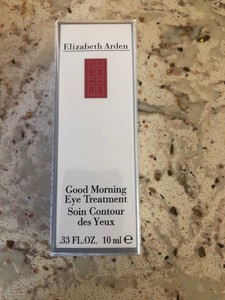 Elizabeth Arden
Good Morning
Eye Treatment
Soin Contour
des Yeux
.33 FL.OZ. 10 ml ℮